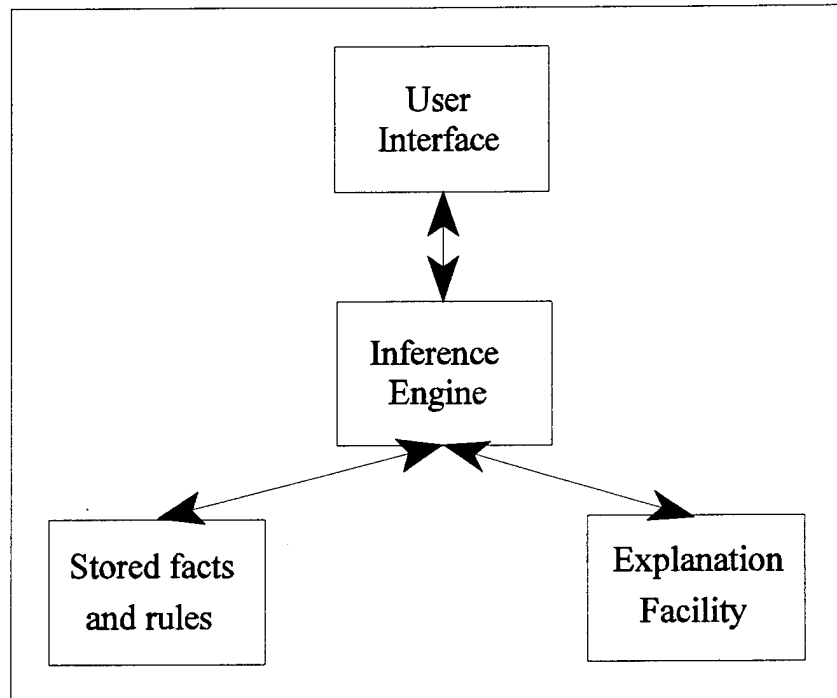 User
Interface
Inference
Engine
Stored facts
and rules
Explanation
Facility